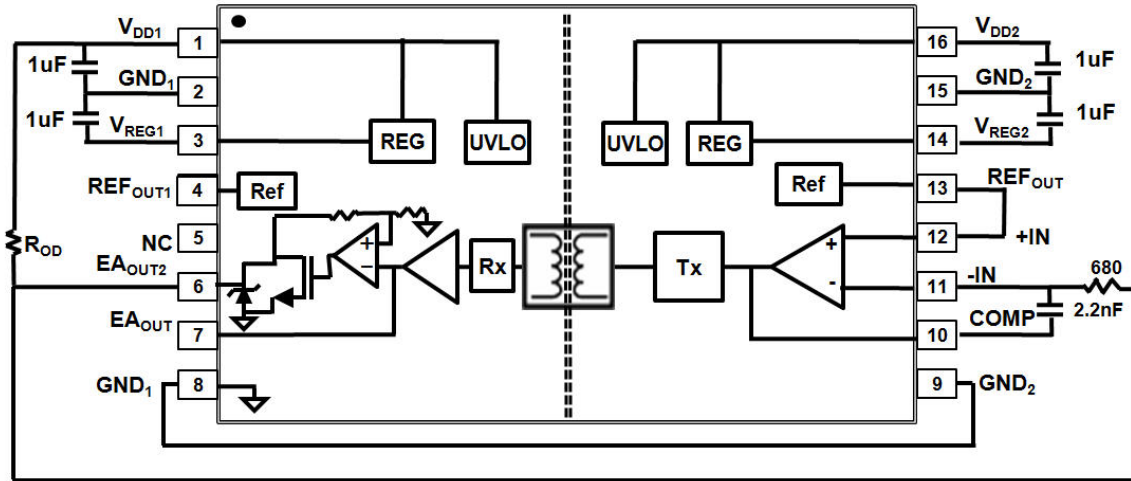 VDD1
1
1uF
GND1
2
1uF
VREG1
3
REG
UVLO
REFOUT1
4
Ref
ROD
NC
5
EAOUT2
6
EAOUT
7
GND1
8
+
−
Rx
Tx
+
-
UVLO
REG
Ref
16
VDD2
1uF
15
GND2
1uF
14
VREG2
13
REFOUT
12
+IN
11
-IN
680
2.2nF
10
COMP
9
GND2